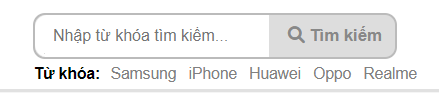 Nhập từ khóa tìm kiếm... Tìm kiếm
Từ khóa: Samsung iPhone Huawei Oppo Realme